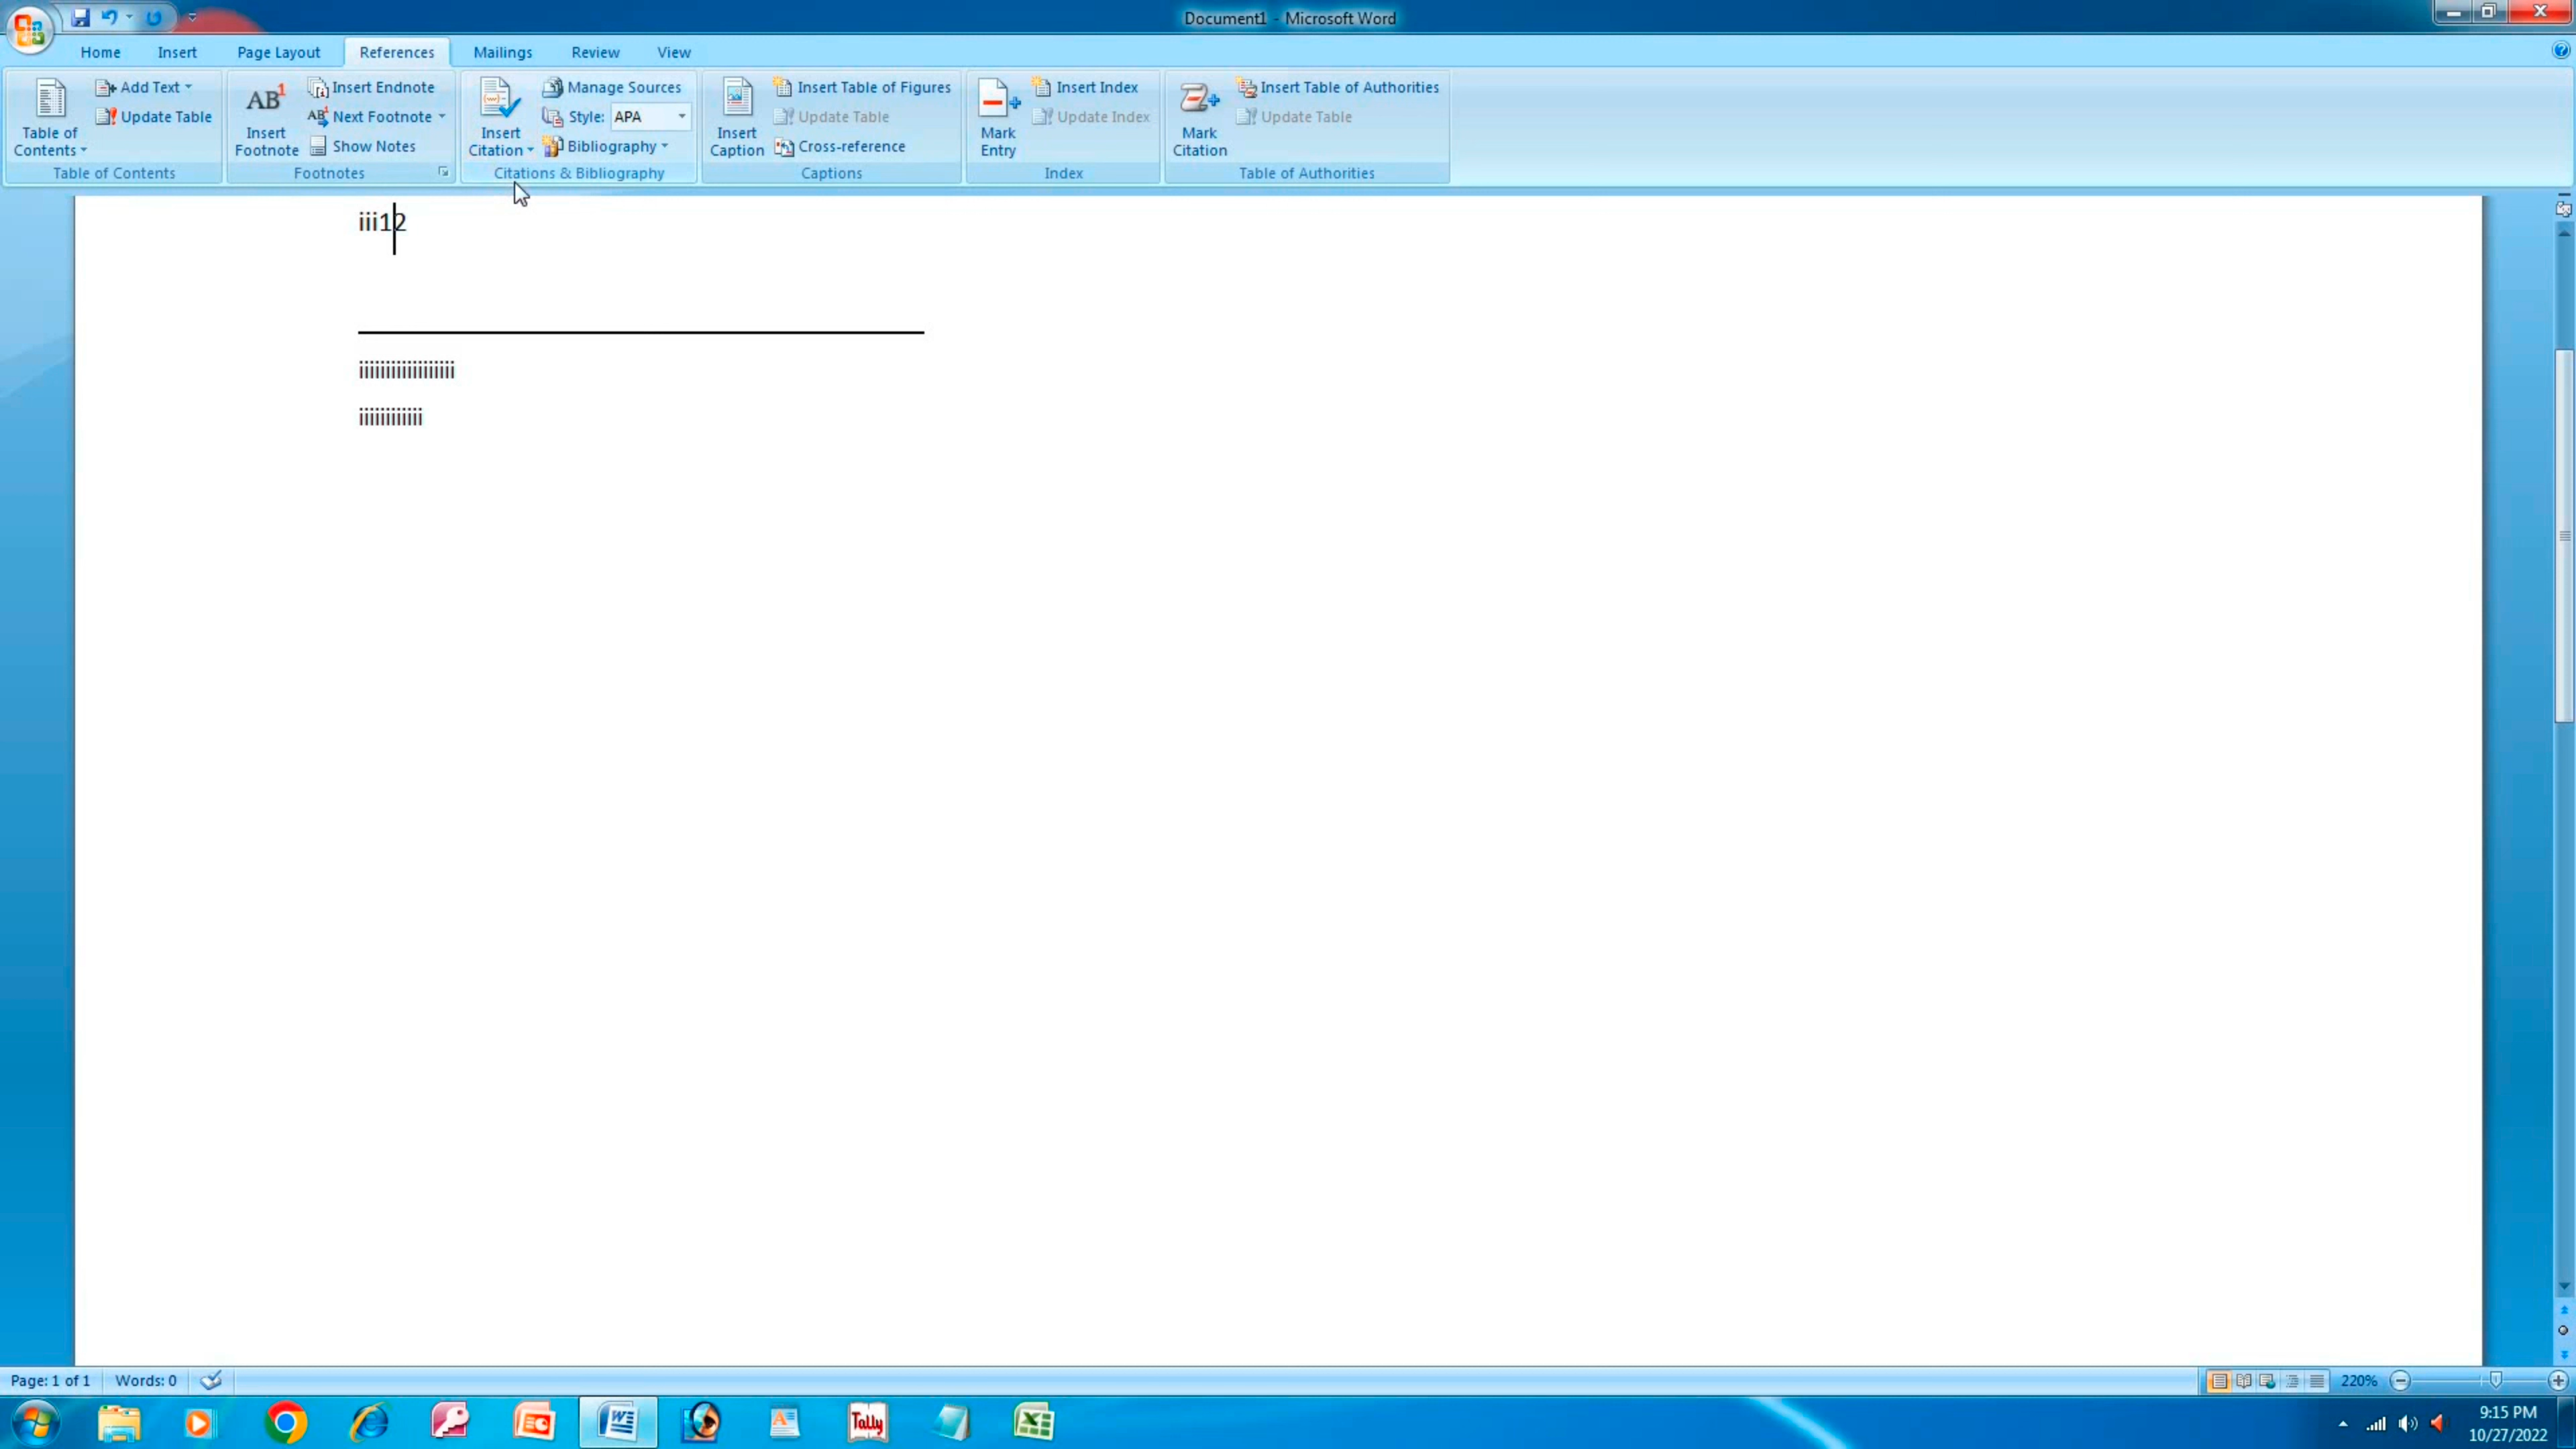 Document1 - Microsoft Word
Home Insert Page Layout References Mailings Review View
Table of Contents
Add Text
Update Table
Table of Contents
AB1
Insert Footnote
Insert Endnote
Next Footnote
Show Notes
Footnotes
Insert Citation
Manage Sources
Style: APA
Bibliography
Citations & Bibliography
Insert Caption
Insert Table of Figures
Update Table
Cross-reference
Captions
Mark Entry
Insert Index
Update Index
Index
Mark Citation
Insert Table of Authorities
Update Table
Table of Authorities
iii12
Page: 1 of 1 Words: 0
220%
Tally
9:15 PM
10/27/2022